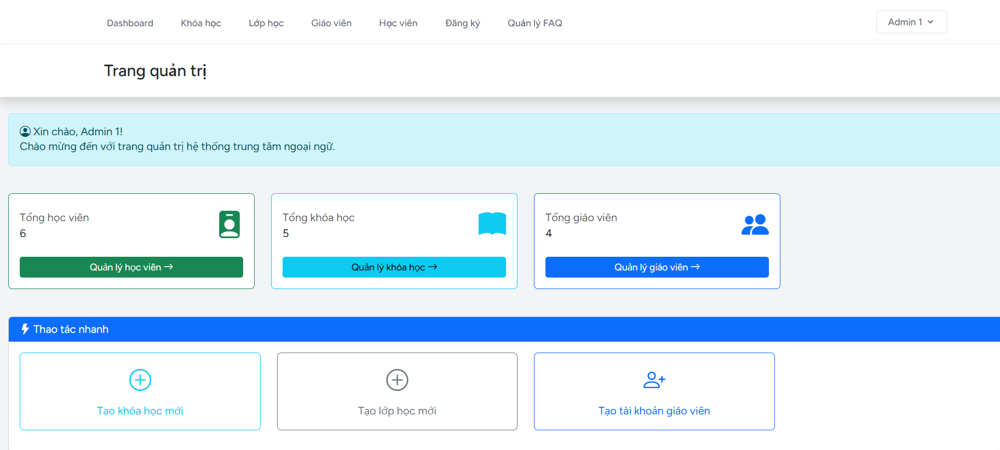 Dashboard Khóa học Lớp học Giáo viên Học viên Đăng ký Quản lý FAQ Admin 1
Trang quản trị
Xin chào, Admin 1!
Chào mừng đến với trang quản trị hệ thống trung tâm ngoại ngữ.
Tổng học viên
6
Quản lý học viên →
Tổng khóa học
5
Quản lý khóa học →
Tổng giáo viên
4
Quản lý giáo viên →
Thao tác nhanh
Tạo khóa học mới
Tạo lớp học mới
Tạo tài khoản giáo viên